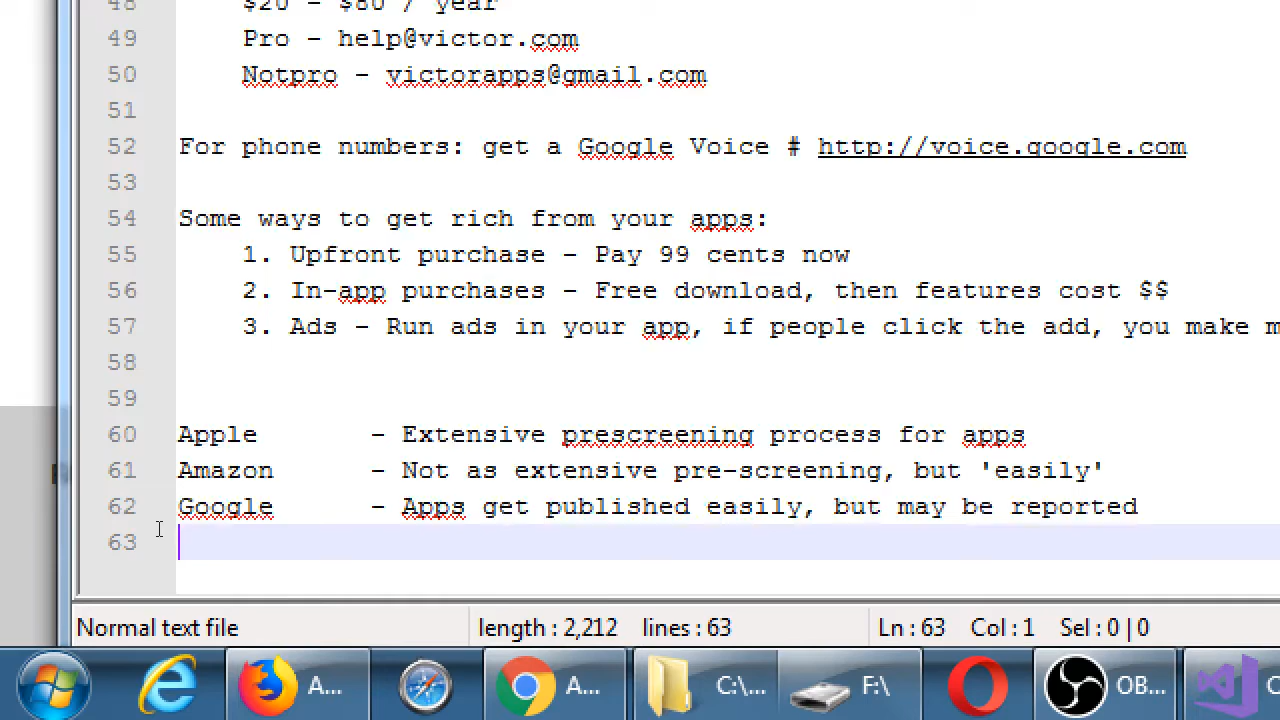 48 $20 - $80 / year
49 Pro - help@victor.com
50 Notpro - victorapps@gmail.com
51
52 For phone numbers: get a Google Voice # http://voice.google.com
53
54 Some ways to get rich from your apps:
55 1. Upfront purchase - Pay 99 cents now
56 2. In-app purchases - Free download, then features cost $$
57 3. Ads - Run ads in your app, if people click the add, you make m
58
59
60 Apple - Extensive prescreening process for apps
61 Amazon - Not as extensive pre-screening, but 'easily'
62 Google - Apps get published easily, but may be reported
63
Normal text file length : 2,212 lines : 63 Ln : 63 Col : 1 Sel : 0 | 0
A... A... C:\... F:\ OB... C